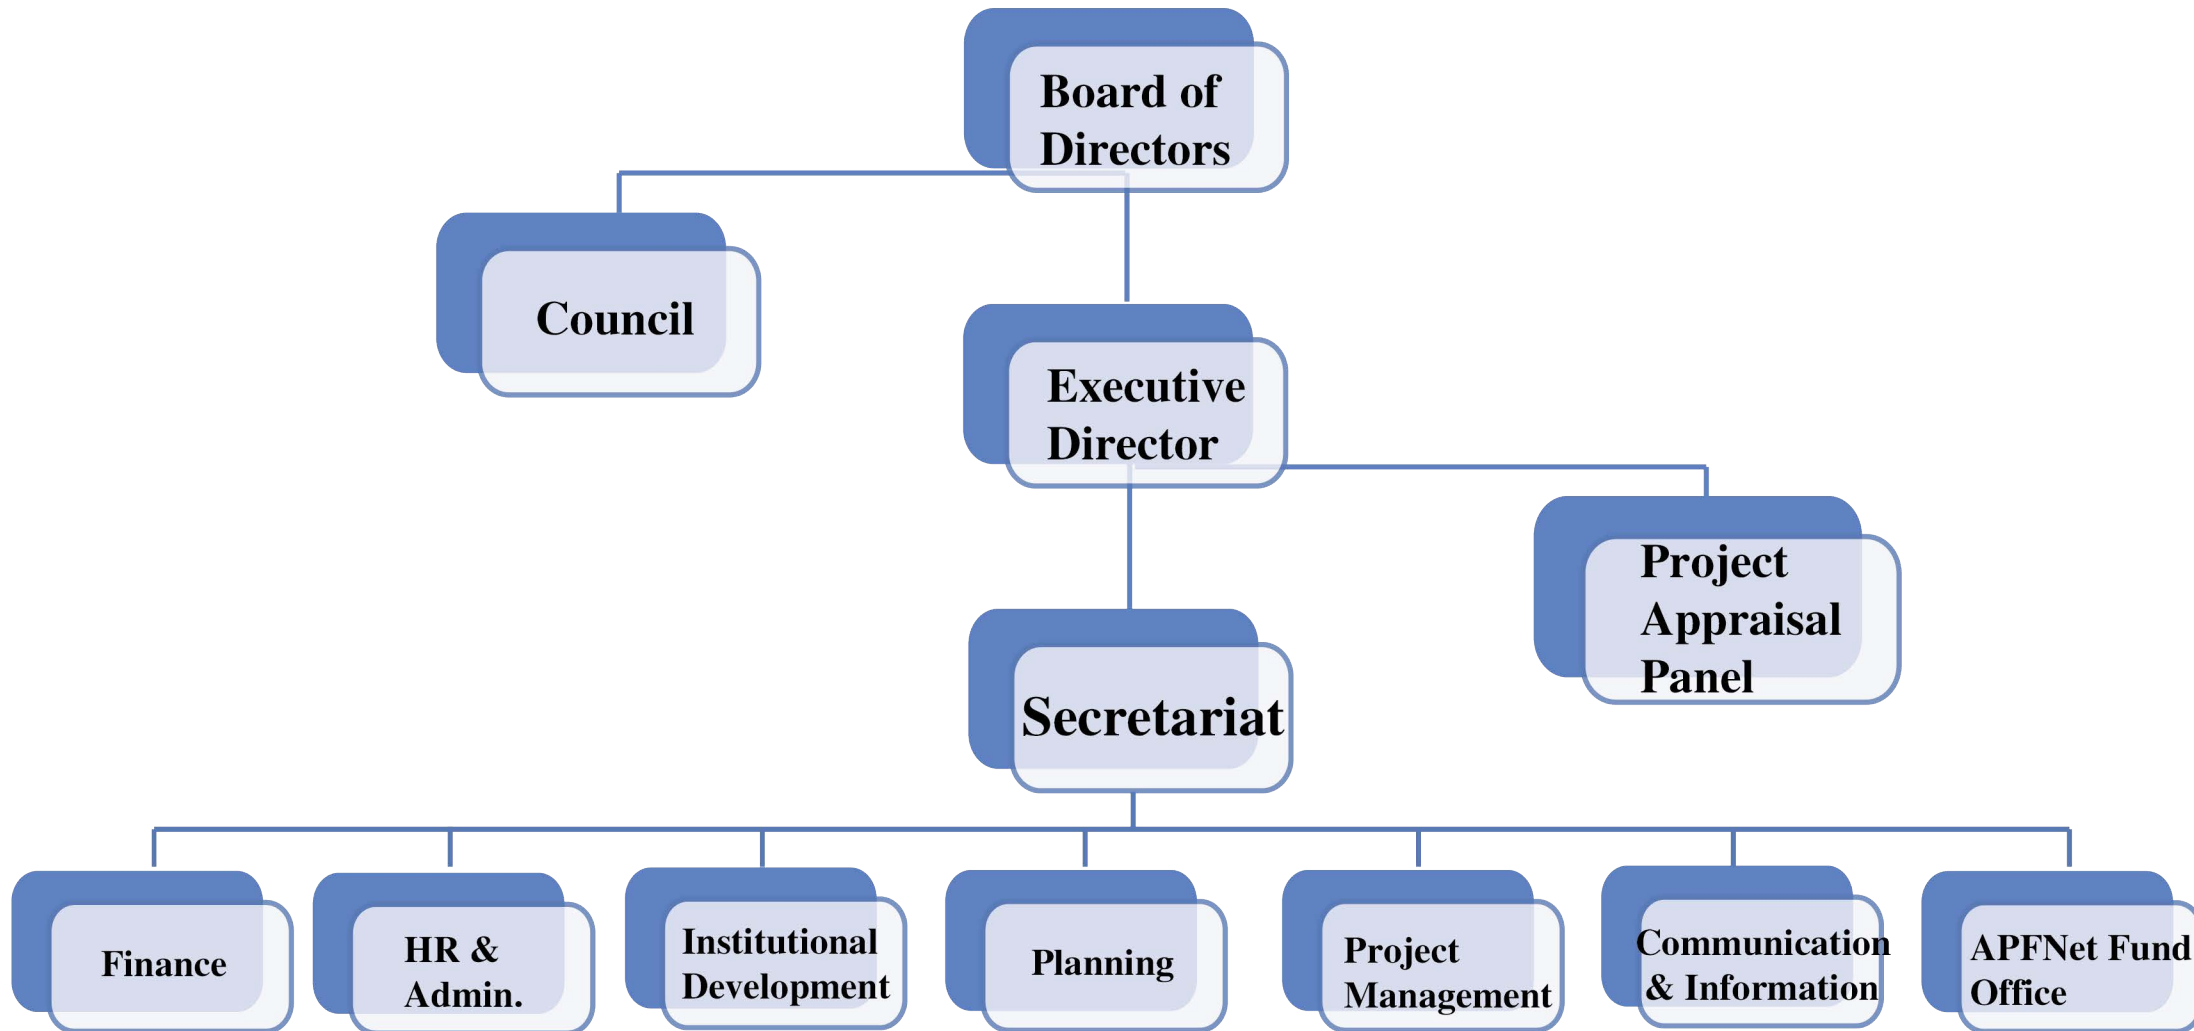 Board of
Directors
Council
Executive
Director
Project
Appraisal
Panel
Secretariat
Finance
HR &
Admin.
Institutional
Development
Planning
Project
Management
Communication
& Information
APFNet Fund
Office